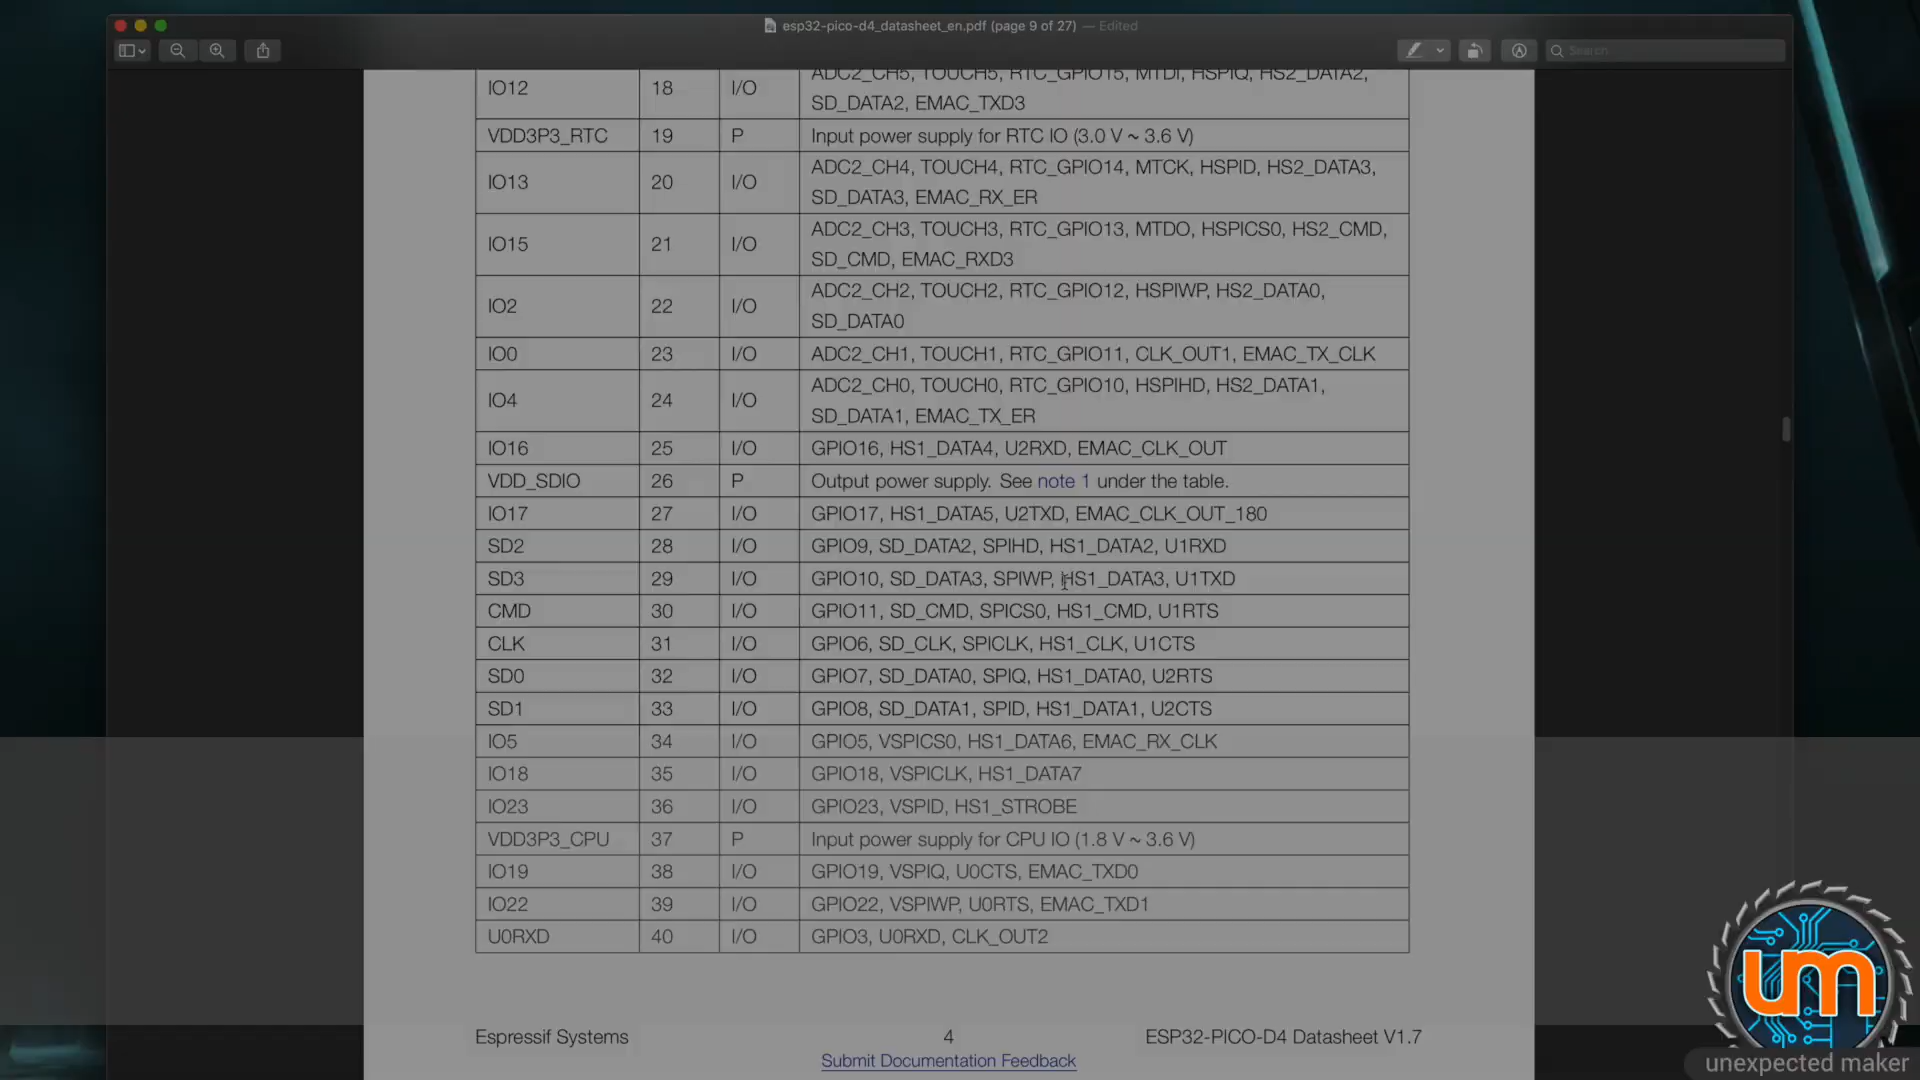 esp32-pico-d4_datasheet_en.pdf (page 9 of 27) — Edited
Search
IO12 18 I/O ADC2_CH5, TOUCH5, RTC_GPIO15, MTDI, HSPIQ, HS2_DATA2,
SD_DATA2, EMAC_TXD3
VDD3P3_RTC 19 P Input power supply for RTC IO (3.0 V ~ 3.6 V)
IO13 20 I/O ADC2_CH4, TOUCH4, RTC_GPIO14, MTCK, HSPID, HS2_DATA3,
SD_DATA3, EMAC_RX_ER
IO15 21 I/O ADC2_CH3, TOUCH3, RTC_GPIO13, MTDO, HSPICS0, HS2_CMD,
SD_CMD, EMAC_RXD3
IO2 22 I/O ADC2_CH2, TOUCH2, RTC_GPIO12, HSPIWP, HS2_DATA0,
SD_DATA0
IO0 23 I/O ADC2_CH1, TOUCH1, RTC_GPIO11, CLK_OUT1, EMAC_TX_CLK
IO4 24 I/O ADC2_CH0, TOUCH0, RTC_GPIO10, HSPIHD, HS2_DATA1,
SD_DATA1, EMAC_TX_ER
IO16 25 I/O GPIO16, HS1_DATA4, U2RXD, EMAC_CLK_OUT
VDD_SDIO 26 P Output power supply. See note 1 under the table.
IO17 27 I/O GPIO17, HS1_DATA5, U2TXD, EMAC_CLK_OUT_180
SD2 28 I/O GPIO9, SD_DATA2, SPIHD, HS1_DATA2, U1RXD
SD3 29 I/O GPIO10, SD_DATA3, SPIWP, HS1_DATA3, U1TXD
CMD 30 I/O GPIO11, SD_CMD, SPICS0, HS1_CMD, U1RTS
CLK 31 I/O GPIO6, SD_CLK, SPICLK, HS1_CLK, U1CTS
SD0 32 I/O GPIO7, SD_DATA0, SPIQ, HS1_DATA0, U2RTS
SD1 33 I/O GPIO8, SD_DATA1, SPID, HS1_DATA1, U2CTS
IO5 34 I/O GPIO5, VSPICS0, HS1_DATA6, EMAC_RX_CLK
IO18 35 I/O GPIO18, VSPICLK, HS1_DATA7
IO23 36 I/O GPIO23, VSPID, HS1_STROBE
VDD3P3_CPU 37 P Input power supply for CPU IO (1.8 V ~ 3.6 V)
IO19 38 I/O GPIO19, VSPIQ, U0CTS, EMAC_TXD0
IO22 39 I/O GPIO22, VSPIWP, U0RTS, EMAC_TXD1
U0RXD 40 I/O GPIO3, U0RXD, CLK_OUT2
Espressif Systems 4 ESP32-PICO-D4 Datasheet V1.7
Submit Documentation Feedback
um
unexpected maker